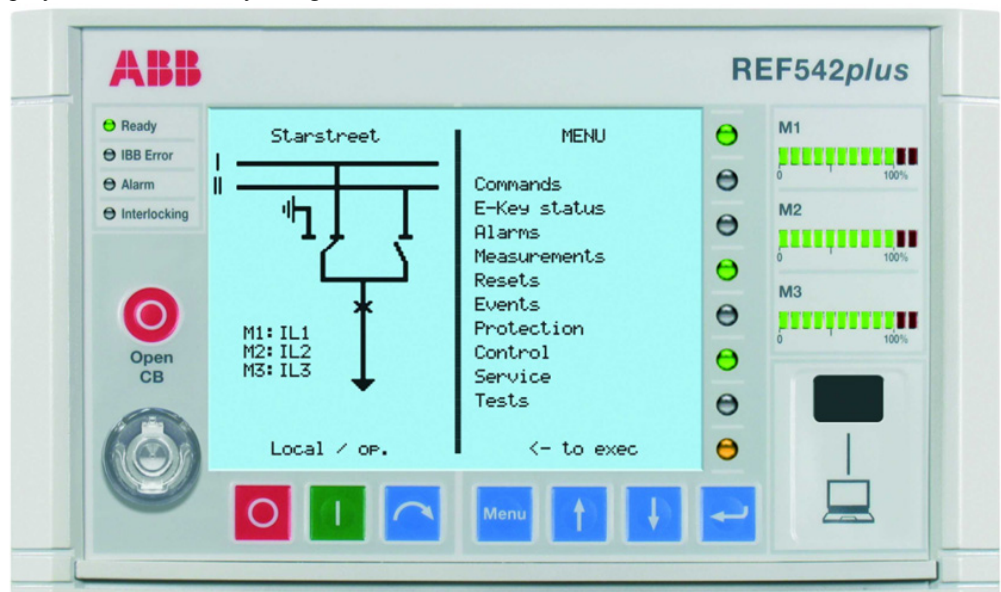 ABB
REF542plus
Ready
IBB Error
Alarm
Interlocking
Open
CB
Starstreet
I
II
M1: IL1
M2: IL2
M3: IL3
Local / op.
MENU
Commands
E-Key status
Alarms
Measurements
Resets
Events
Protection
Control
Service
Tests
<- to exec
M1
0 100%
M2
0 100%
M3
0 100%
Menu